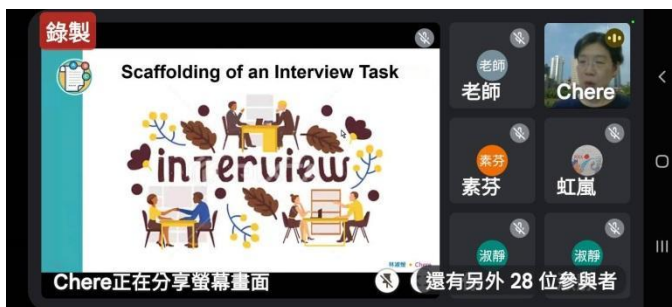 錄製
Scaffolding of an Interview Task
interview
Chere
Chere正在分享螢幕畫面
老師
老師
Chere
素芬
素芬
虹嵐
淑靜
淑靜
還有另外 28 位參與者